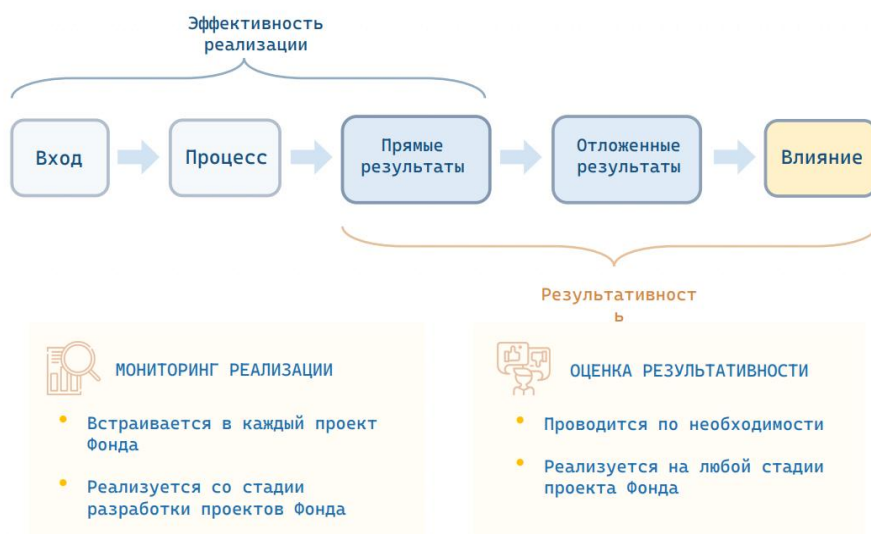 Эффективность
реализации
Вход
Процесс
Прямые
результаты
Отложенные
результаты
Влияние
Результативност
ь
МОНИТОРИНГ РЕАЛИЗАЦИИ
• Встраивается в каждый проект
Фонда
• Реализуется со стадии
разработки проектов Фонда
ОЦЕНКА РЕЗУЛЬТАТИВНОСТИ
• Проводится по необходимости
• Реализуется на любой стадии
проекта Фонда